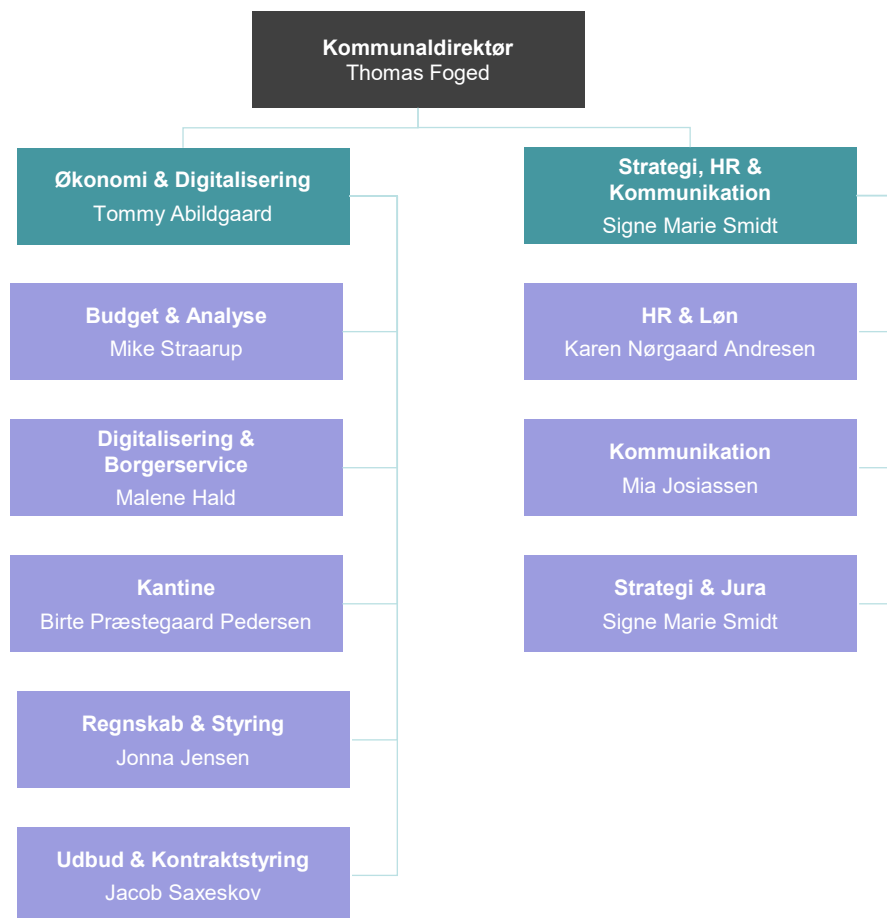 Kommunaldirektør
Thomas Foged
Økonomi & Digitalisering
Tommy Abildgaard
Budget & Analyse
Mike Straarup
Digitalisering &
Borgerservice
Malene Hald
Kantine
Birte Præstegaard Pedersen
Regnskab & Styring
Jonna Jensen
Udbud & Kontraktstyring
Jacob Saxeskov
Strategi, HR &
Kommunikation
Signe Marie Smidt
HR & Løn
Karen Nørgaard Andresen
Kommunikation
Mia Josiassen
Strategi & Jura
Signe Marie Smidt